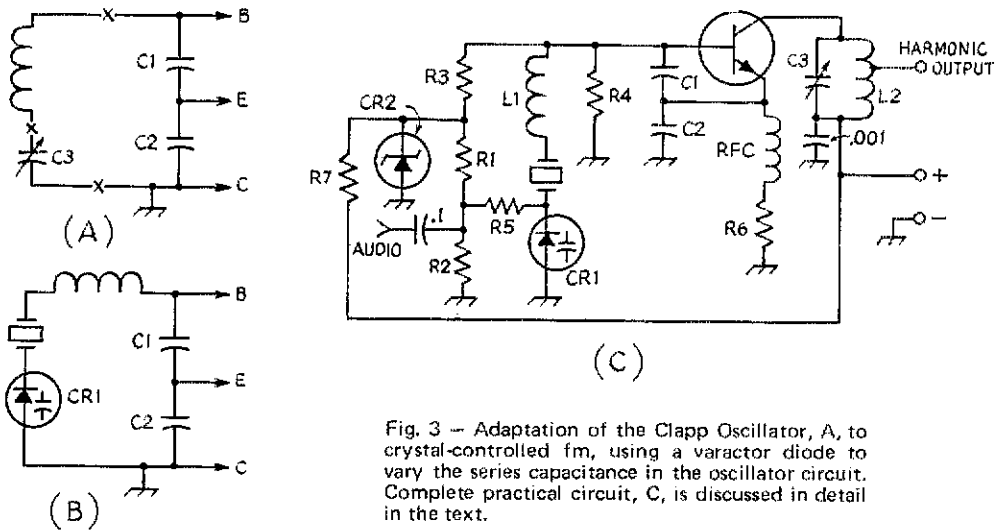 B
C1
E
C2
C3
C
(A)
B
C1
E
CR1
C2
C
(B)
R3
L1
R4
C1
C3
HARMONIC
OUTPUT
L2
CR2
C2
.001
R7
R1
RFC
+
AUDIO
.1
R5
R6
−
R2
CR1
(C)
Fig. 3 — Adaptation of the Clapp Oscillator, A, to
crystal-controlled fm, using a varactor diode to
vary the series capacitance in the oscillator circuit.
Complete practical circuit, C, is discussed in detail
in the text.